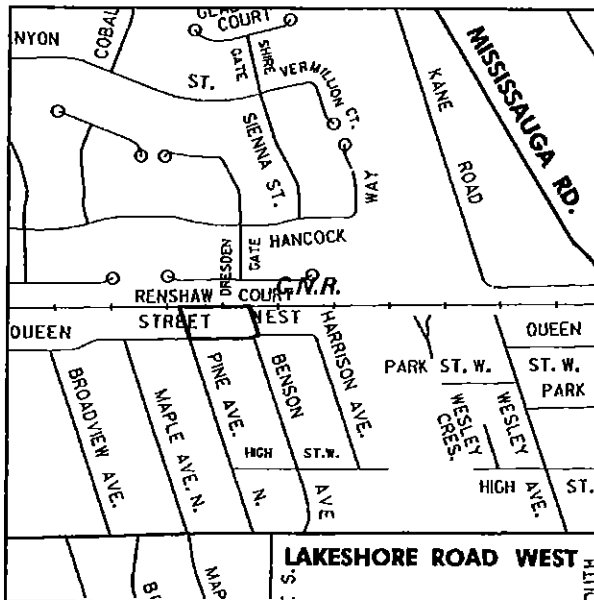 COURT
NYON
COBAL
GATE
SHIRE
VERMILLION CT.
ST.
KANE
ROAD
MISSISSAUGA RD.
SIENNA ST.
WAY
HANCOCK
DRESDEN
GATE
C.N.R.
RENSHAW COURT
QUEEN
STREET WEST
HARRISON AVE.
QUEEN
PARK ST. W.
ST. W.
PARK
BROADVIEW AVE.
MAPLE AVE. N.
PINE AVE.
N.
BENSON
AVE
HIGH ST.W.
WESLEY
CRES.
WESLEY
AVE.
HIGH ST.
LAKESHORE ROAD WEST
MAP
S.